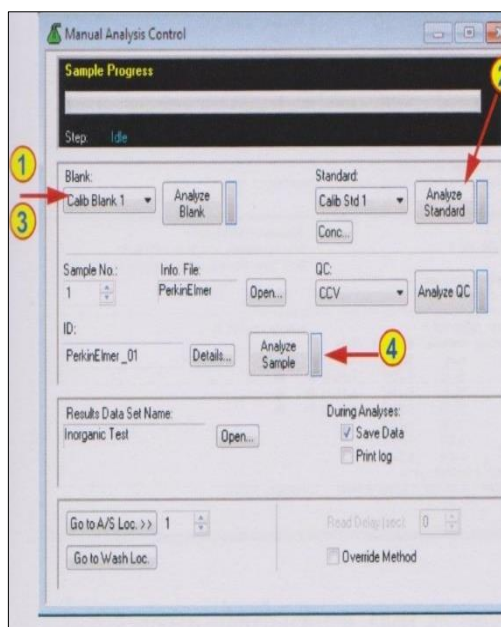 Manual Analysis Control
Sample Progress
Step: Idle
2
1
3
Blank:
Calib Blank 1
Analyze Blank
Standard:
Calib Std 1
Analyze Standard
Conc...
Sample No.:
1
Info. File:
PerkinElmer
Open...
QC:
CCV
Analyze QC
ID:
PerkinElmer_01
Details...
Analyze Sample
4
Results Data Set Name:
Inorganic Test
Open...
During Analyses:
Save Data
Print log
Go to A/S Loc. >>
1
Read Delay (sec):
0
Go to Wash Loc.
Override Method